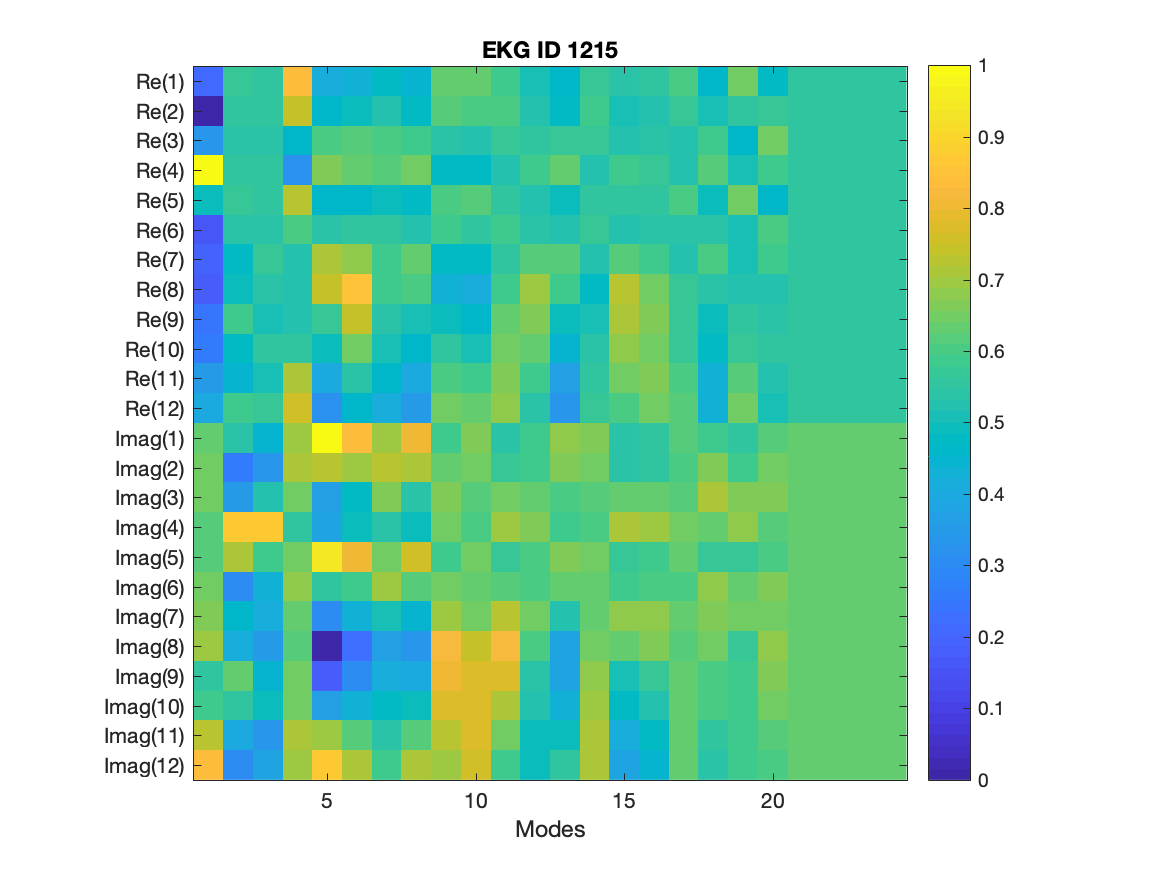 EKG ID 1215
Re(1)
Re(2)
Re(3)
Re(4)
Re(5)
Re(6)
Re(7)
Re(8)
Re(9)
Re(10)
Re(11)
Re(12)
Imag(1)
Imag(2)
Imag(3)
Imag(4)
Imag(5)
Imag(6)
Imag(7)
Imag(8)
Imag(9)
Imag(10)
Imag(11)
Imag(12)
5 10 15 20
Modes
1
0.9
0.8
0.7
0.6
0.5
0.4
0.3
0.2
0.1
0